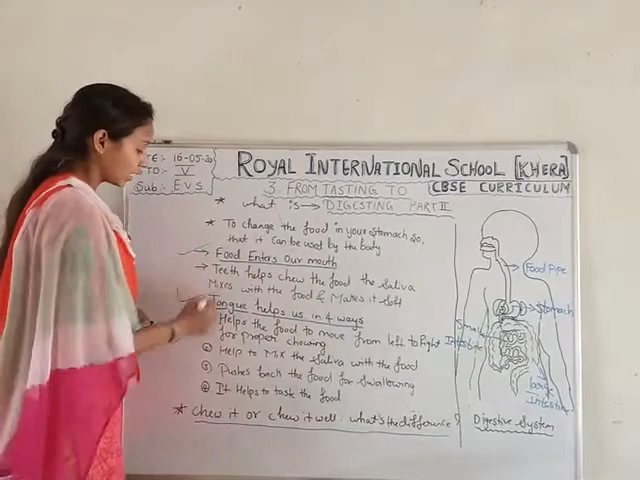 E:- 16-05-20
STD:- V
Sub:- EVS
ROYAL INTERNATIONAL SCHOOL [KHERA]
CBSE CURRICULUM
3. FROM TASTING TO
* what is → DIGESTING PART II
* To change the food in your stomach so,
that it can be used by the body
→ Food Enters Our mouth
→ Teeth helps chew the food the saliva
Mixes with the food & Makes it soft
Tongue helps us in 4 ways
Helps the food to move from left to Right
for proper chewing
② Help to Mix the saliva with the food
③ Pushes back the food for swallowing
④ It Helps to taste the food
* chew it or chew it well : what's the difference?
Food Pipe
Stomach
Small
Intestine
large
Intestine
Digestive System